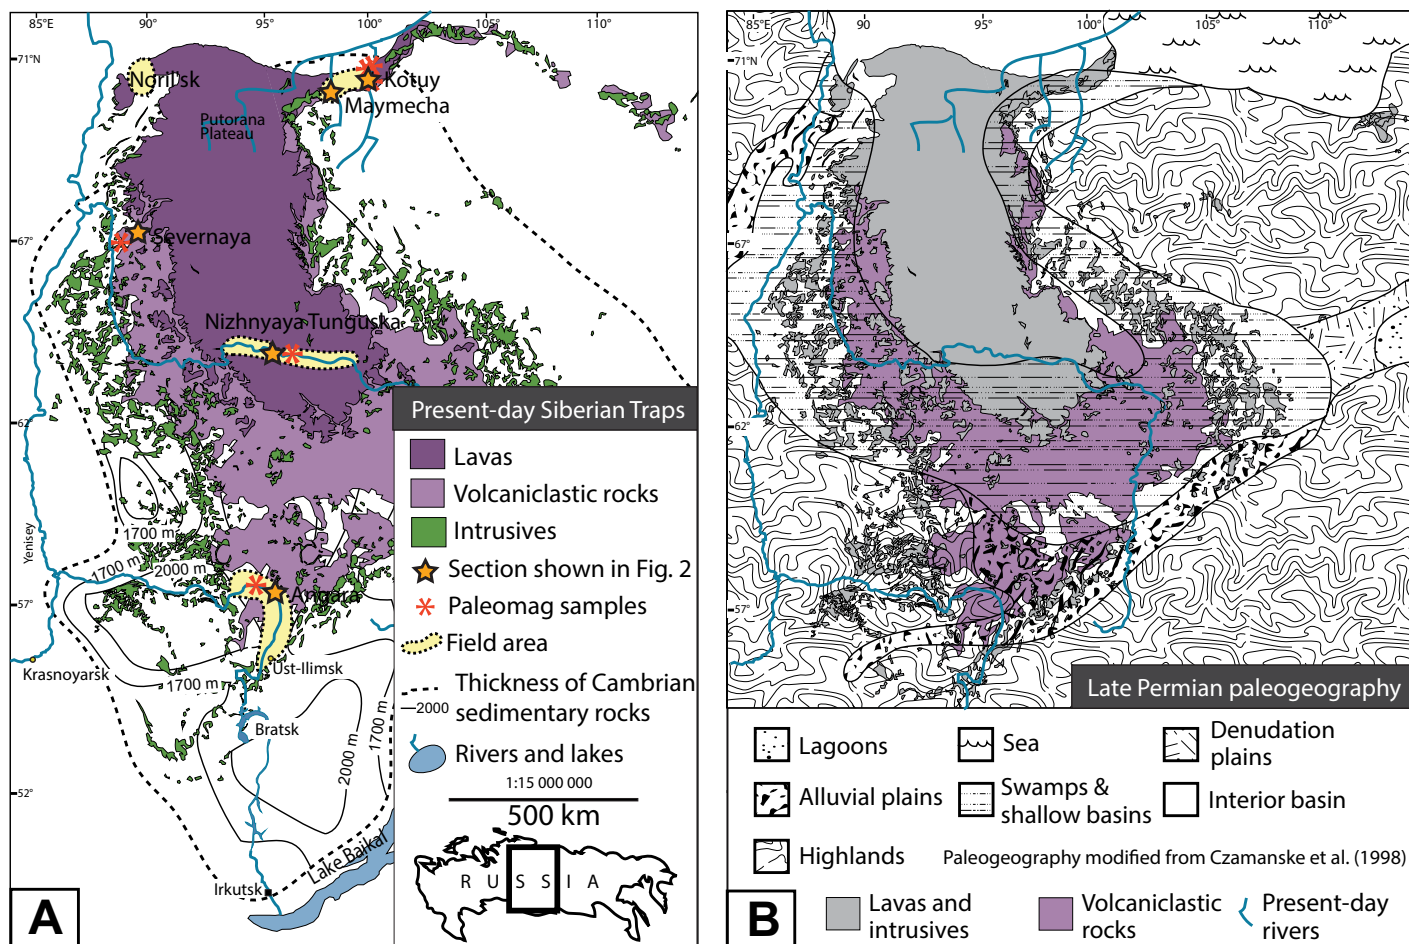 85°E 90° 95° 100° 105° 110°
71°N
Noril'sk
Kotuy
Maymecha
Putorana
Plateau
67°
Severnaya
Nizhnyaya Tunguska
62°
1700 m
1700 m
2000 m
Yenisey
57°
Angara
Krasnoyarsk
Ust-Ilimsk
1700 m
Bratsk
2000 m
1700 m
52°
Lake Baikal
Irkutsk
A
Present-day Siberian Traps
Lavas
Volcaniclastic rocks
Intrusives
Section shown in Fig. 2
Paleomag samples
Field area
Thickness of Cambrian
2000 sedimentary rocks
Rivers and lakes
1:15 000 000
500 km
RUSSIA
85°E 90 95° 100° 105° 110°
71°N
67°
62°
57°
Late Permian paleogeography
Lagoons
Sea
Denudation
plains
Alluvial plains
Swamps &
shallow basins
Interior basin
Highlands
Paleogeography modified from Czamanske et al. (1998)
B
Lavas and
intrusives
Volcaniclastic
rocks
Present-day
rivers